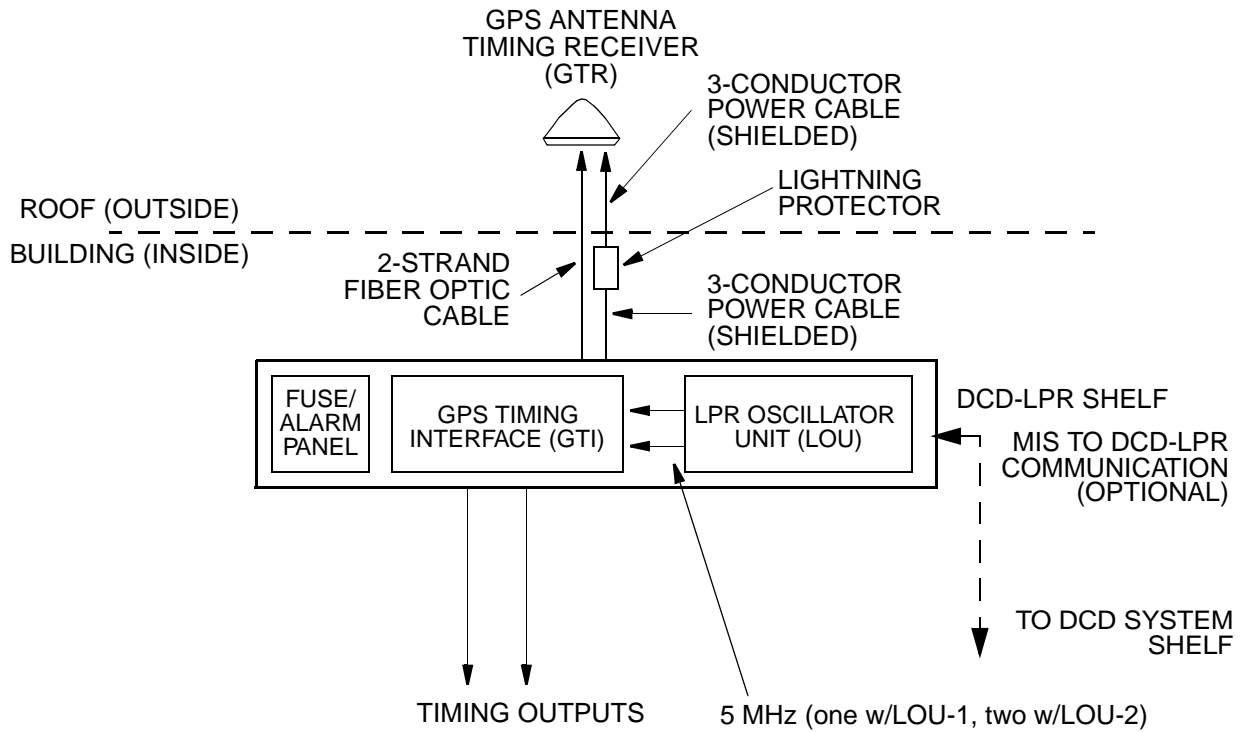 GPS ANTENNA
TIMING RECEIVER
(GTR)
3-CONDUCTOR
POWER CABLE
(SHIELDED)
LIGHTNING
PROTECTOR
ROOF (OUTSIDE)
BUILDING (INSIDE)
2-STRAND
FIBER OPTIC
CABLE
3-CONDUCTOR
POWER CABLE
(SHIELDED)
FUSE/
ALARM
PANEL
GPS TIMING
INTERFACE (GTI)
LPR OSCILLATOR
UNIT (LOU)
DCD-LPR SHELF
MIS TO DCD-LPR
COMMUNICATION
(OPTIONAL)
TO DCD SYSTEM
SHELF
TIMING OUTPUTS
5 MHz (one w/LOU-1, two w/LOU-2)